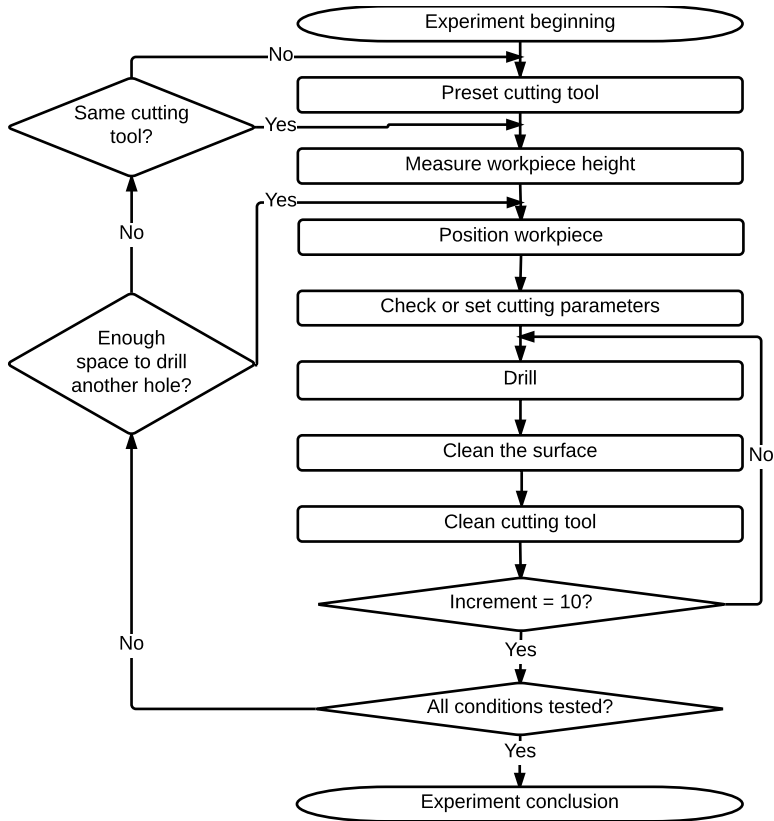 Experiment beginning
No
Preset cutting tool
Same cutting
tool?
Yes
Measure workpiece height
Yes
No
Position workpiece
Check or set cutting parameters
Enough
space to drill
another hole?
Drill
Clean the surface
No
Clean cutting tool
Increment = 10?
No
Yes
All conditions tested?
Yes
Experiment conclusion